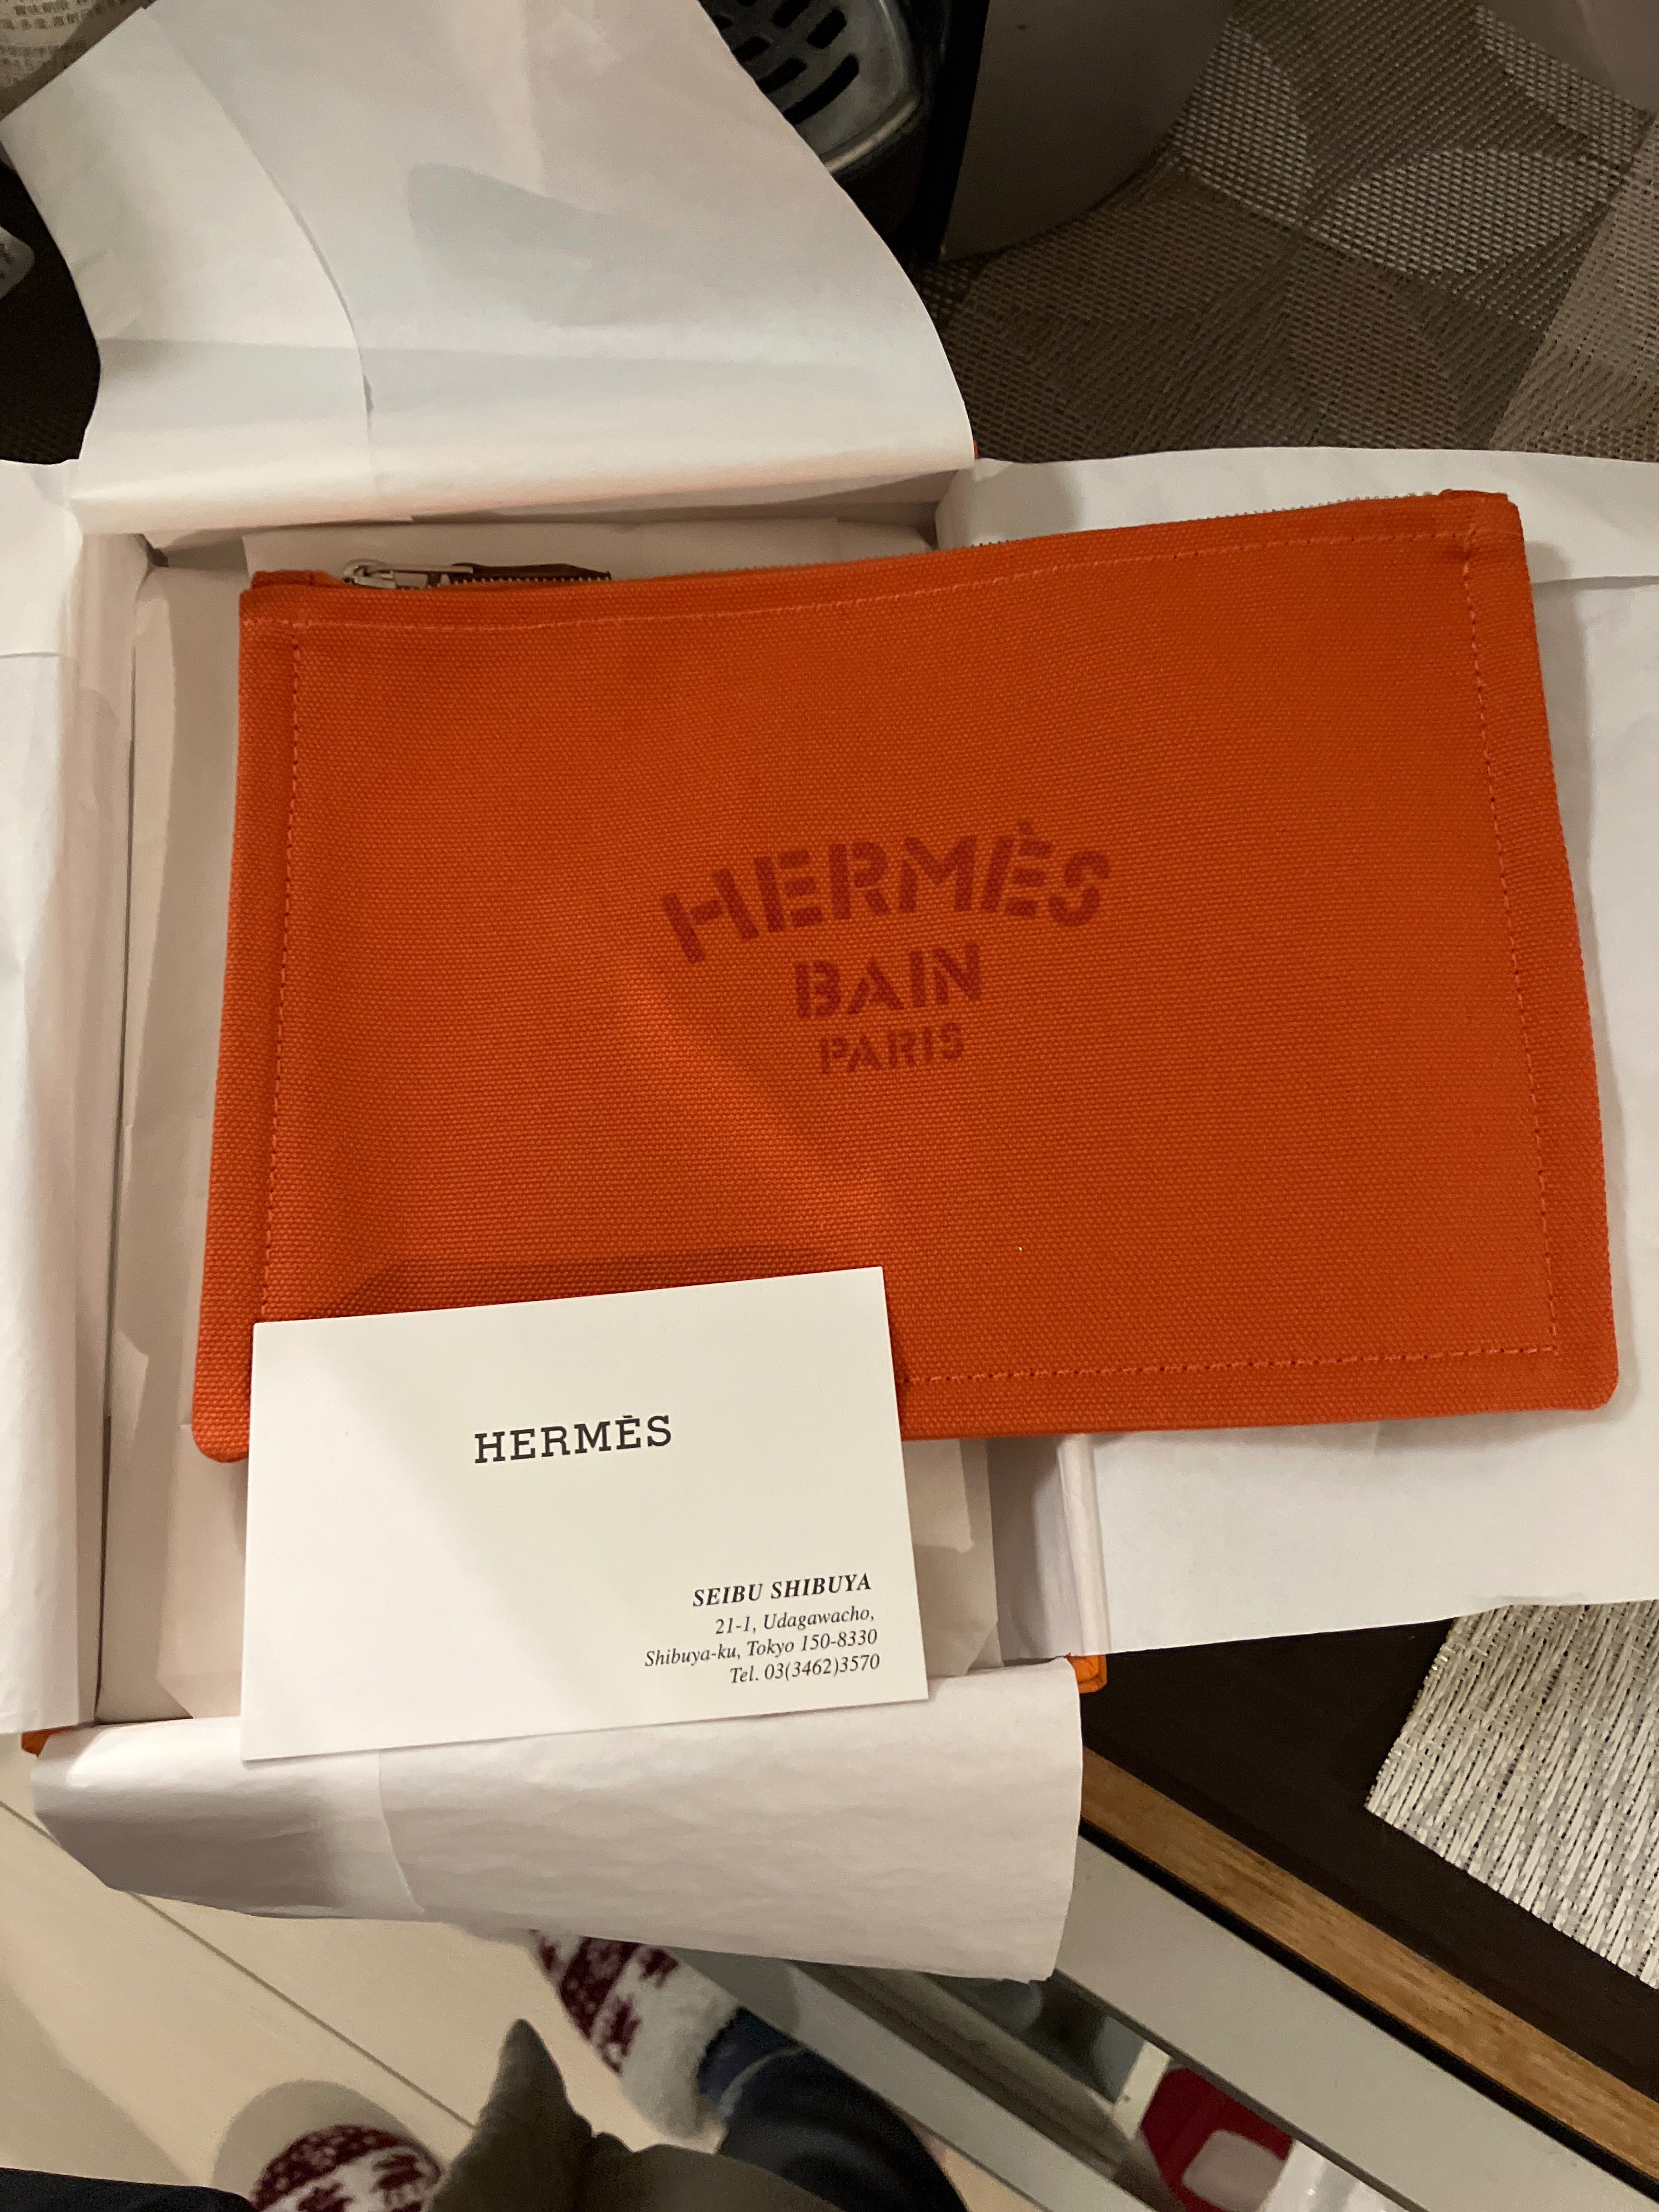 HERMÈS
BAIN
PARIS
HERMÈS
SEIBU SHIBUYA
21-1, Udagawacho,
Shibuya-ku, Tokyo 150-8330
Tel. 03(3462)3570